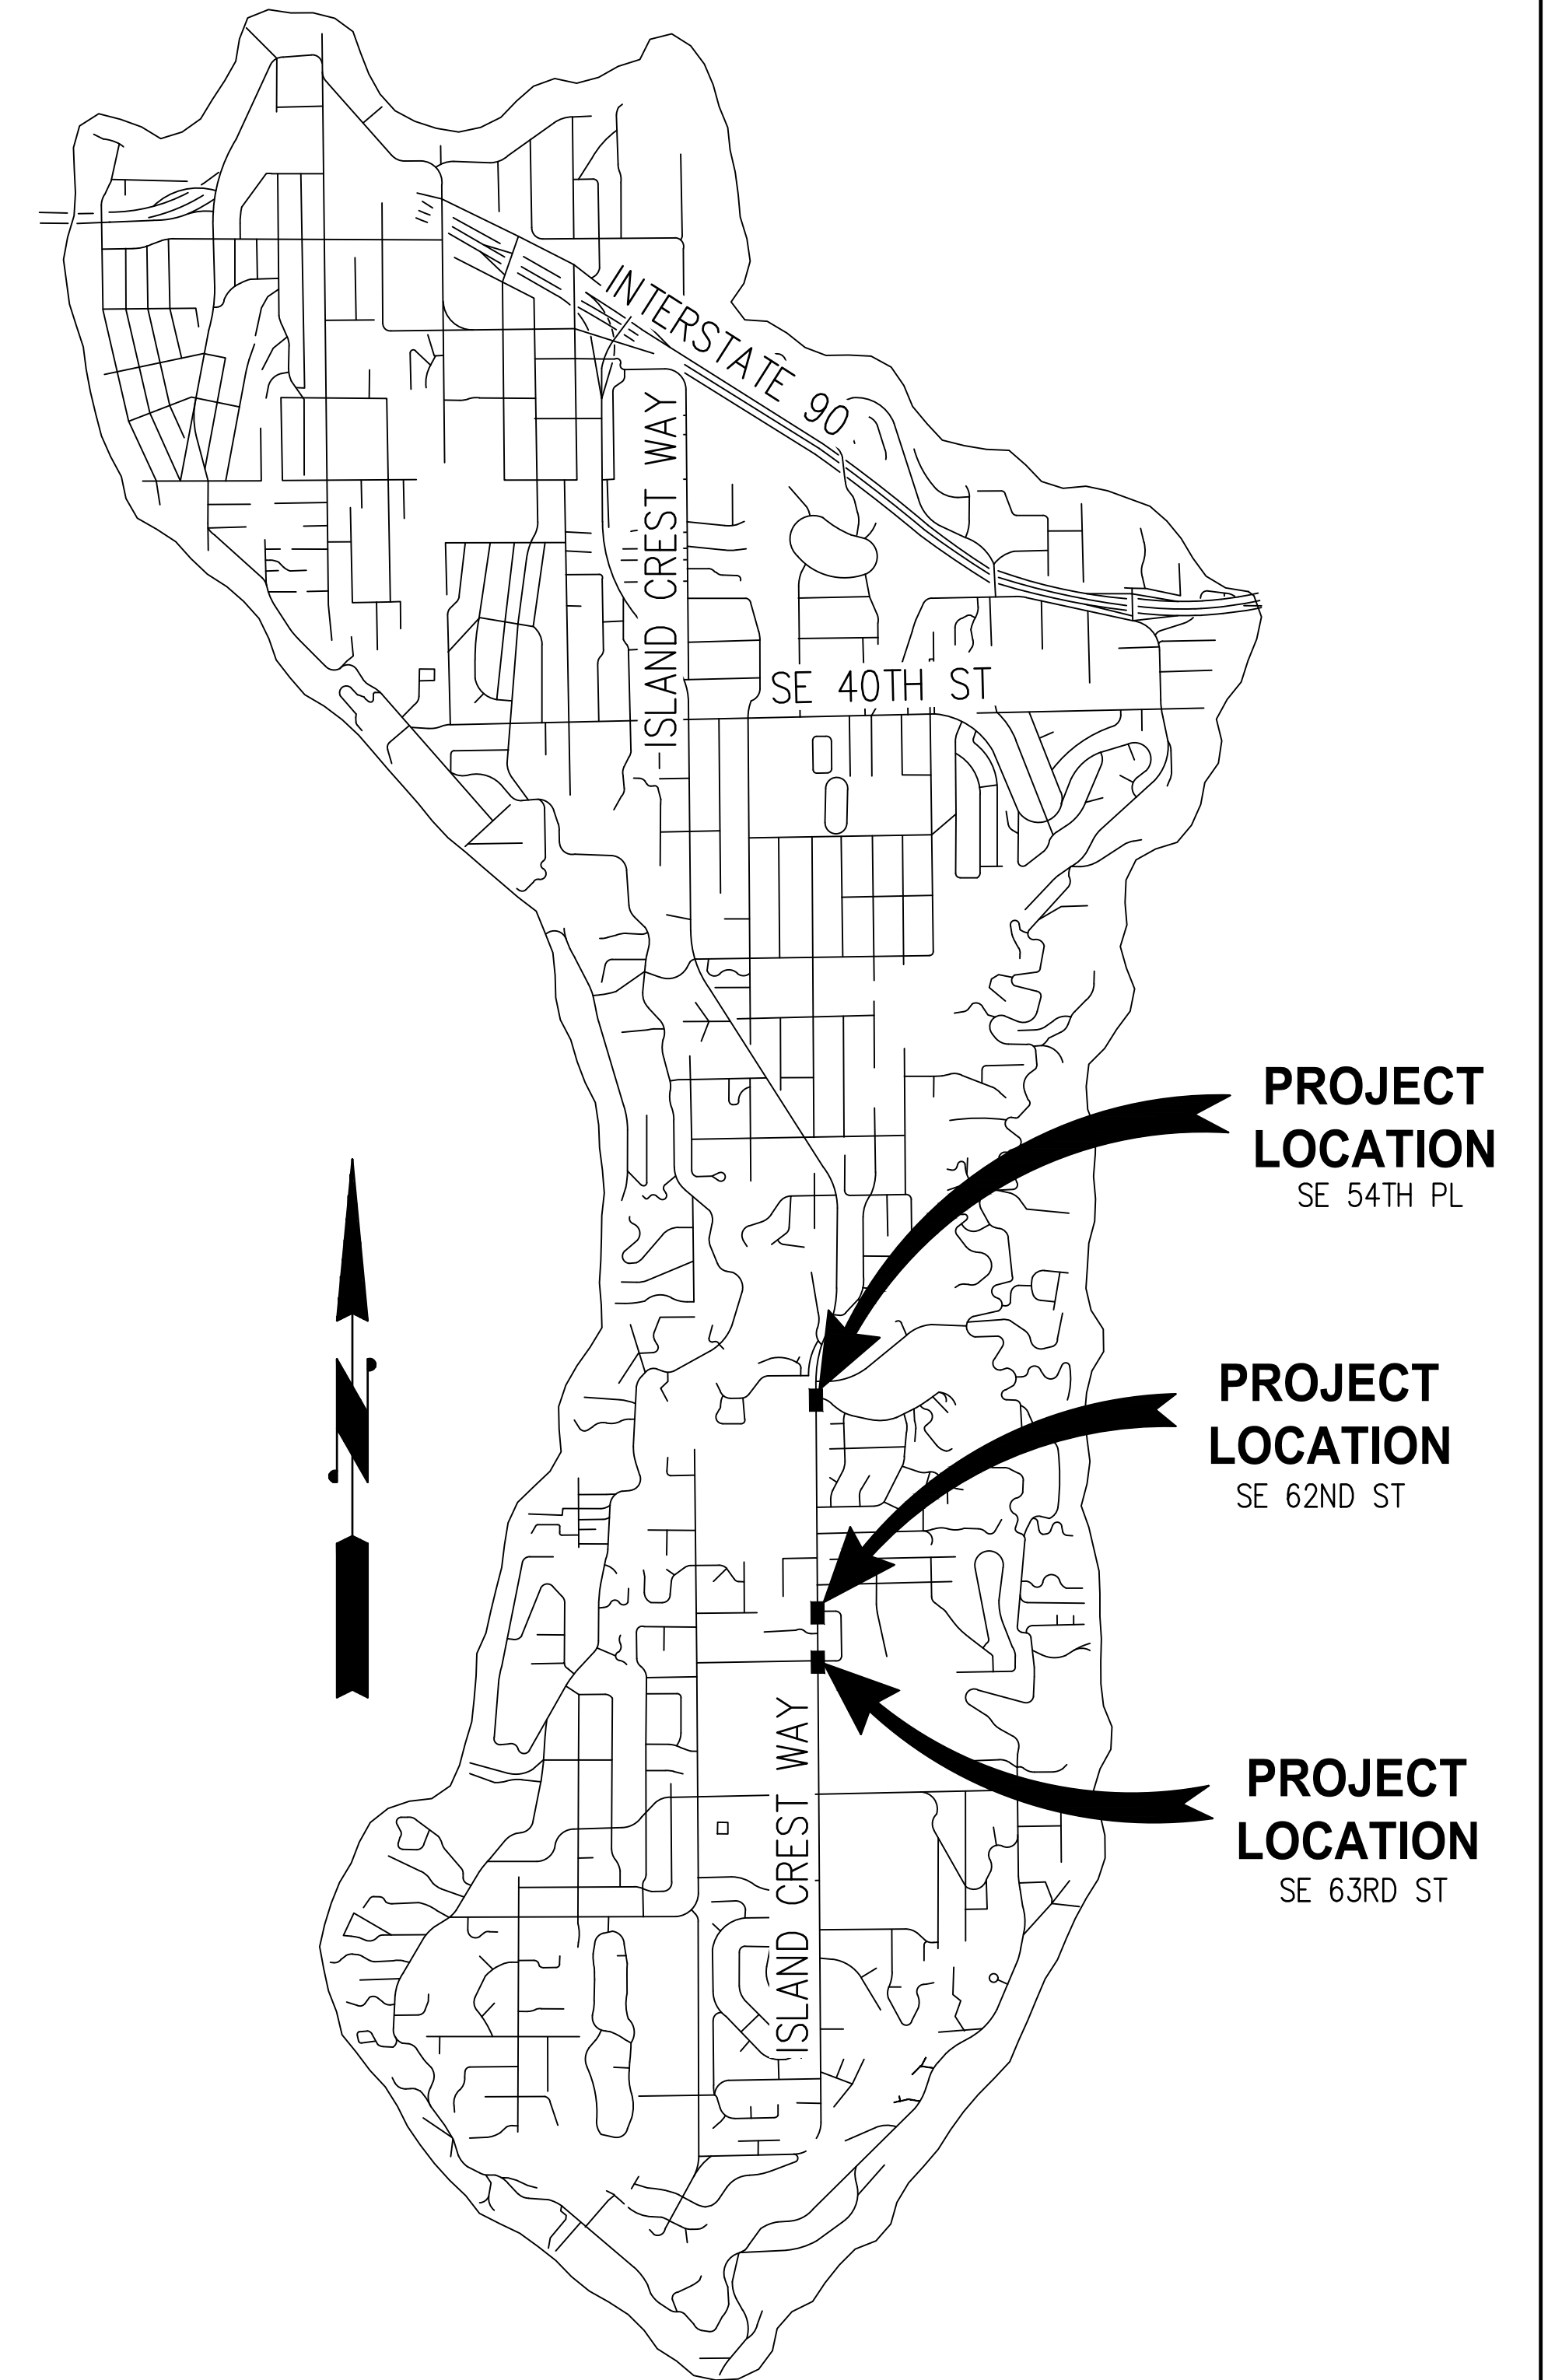 INTERSTATE 90
ISLAND CREST WAY
SE 40TH ST
PROJECT
LOCATION
SE 54TH PL
PROJECT
LOCATION
SE 62ND ST
PROJECT
LOCATION
SE 63RD ST
ISLAND CREST WAY
N